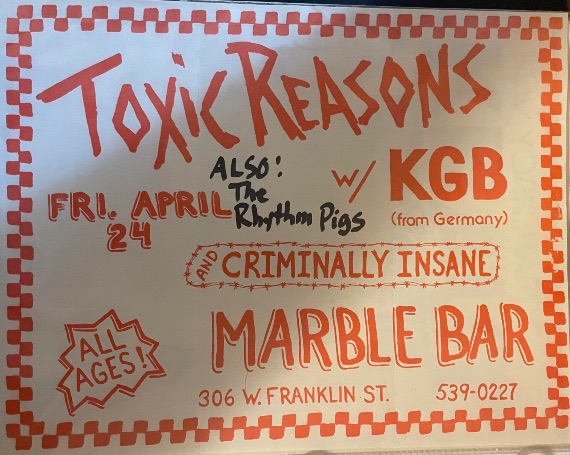 TOXIC REASONS
ALSO:
The
Rhythm Pigs
w/ KGB
(from Germany)
FRI. APRIL
24
AND CRIMINALLY INSANE
ALL
AGES!
MARBLE BAR
306 W. FRANKLIN ST. 539-0227